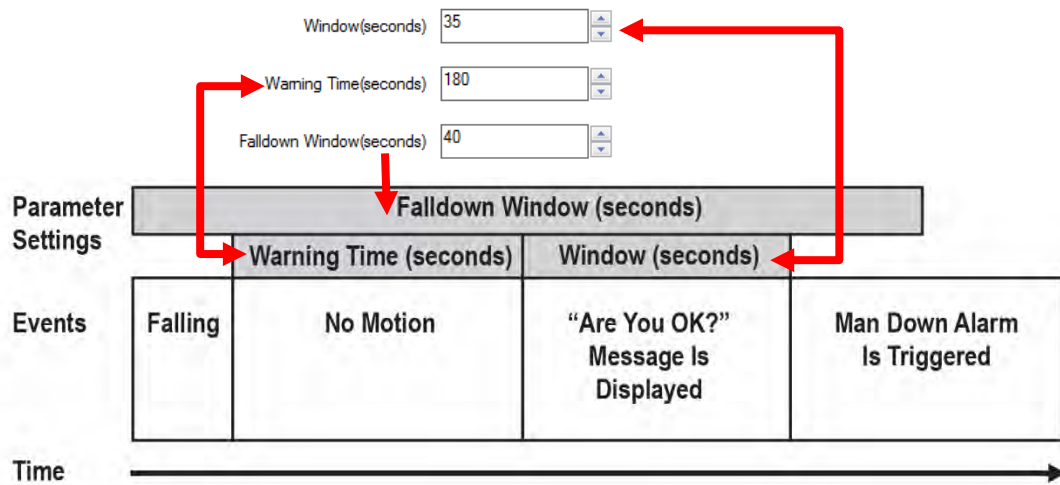 Window(seconds) 35
Warning Time(seconds) 180
Falldown Window(seconds) 40
Parameter Settings
Falldown Window (seconds)
Warning Time (seconds) Window (seconds)
Events
Falling
No Motion
“Are You OK?”
Message Is
Displayed
Man Down Alarm
Is Triggered
Time